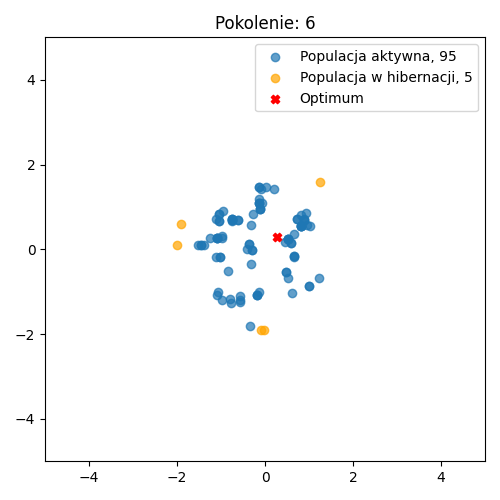 Pokolenie: 6
Populacja aktywna, 95
Populacja w hibernacji, 5
Optimum
4
2
0
−2
−4
−4 −2 0 2 4